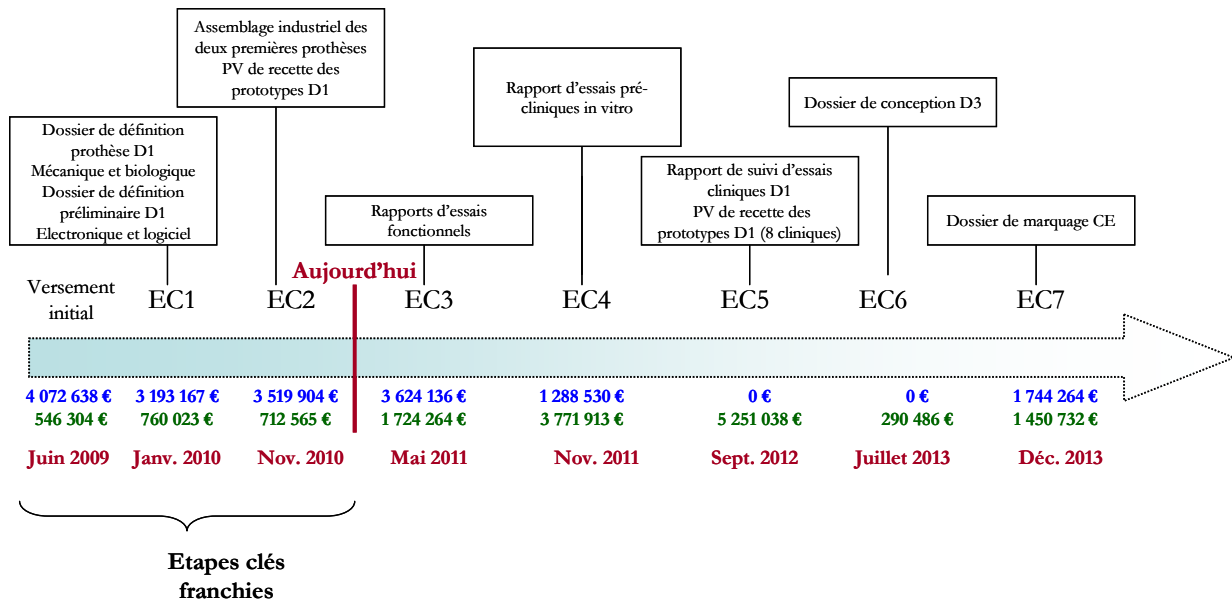 Assemblage industriel des
deux premières prothèses
PV de recette des
prototypes D1
Rapport d'essais pré-
cliniques in vitro
Dossier de conception D3
Dossier de définition
prothèse D1
Mécanique et biologique
Dossier de définition
préliminaire D1
Electronique et logiciel
Rapports d'essais
fonctionnels
Rapport de suivi d'essais
cliniques D1
PV de recette des
prototypes D1 (8 cliniques)
Dossier de marquage CE
Aujourd'hui
Versement
initial
EC1
EC2
EC3
EC4
EC5
EC6
EC7
4 072 638 € 3 193 167 € 3 519 904 € 3 624 136 € 1 288 530 € 0 € 0 € 1 744 264 €
546 304 € 760 023 € 712 565 € 1 724 264 € 3 771 913 € 5 251 038 € 290 486 € 1 450 732 €
Juin 2009 Janv. 2010 Nov. 2010 Mai 2011 Nov. 2011 Sept. 2012 Juillet 2013 Déc. 2013
Etapes clés
franchies